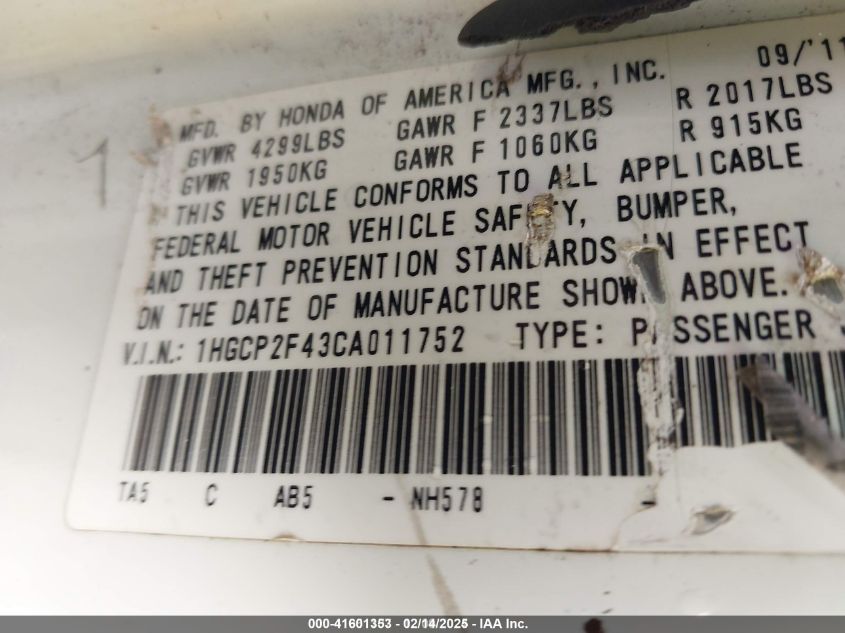 09/'11
MFD. BY HONDA OF AMERICA MFG., INC.
GVWR 4299LBS GAWR F 2337LBS R 2017LBS
GVWR 1950KG GAWR F 1060KG R 915KG
THIS VEHICLE CONFORMS TO ALL APPLICABLE
FEDERAL MOTOR VEHICLE SAFETY, BUMPER,
AND THEFT PREVENTION STANDARDS IN EFFECT
ON THE DATE OF MANUFACTURE SHOWN ABOVE.
V.I.N.: 1HGCP2F43CA011752 TYPE: PASSENGER
TA5 C AB5 - NH578 -
1
000-41601353 - 02/14/2025 - IAA Inc.